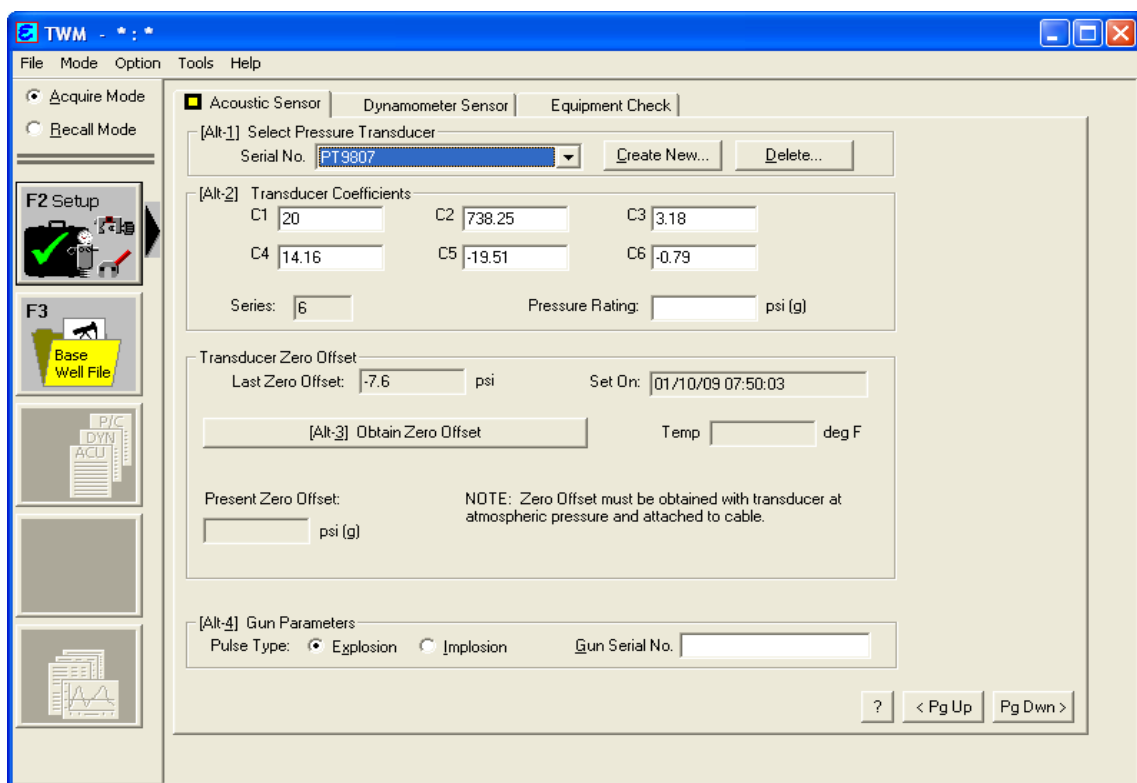 TWM - * : *
File Mode Option Tools Help
Acquire Mode
Recall Mode
F2 Setup
F3
Base
Well File
P/C
DYN
ACU
Acoustic Sensor Dynamometer Sensor Equipment Check
[Alt-1] Select Pressure Transducer
Serial No. PT9807 Create New... Delete...
[Alt-2] Transducer Coefficients
C1 20 C2 738.25 C3 3.18
C4 14.16 C5 -19.51 C6 -0.79
Series: 6 Pressure Rating: psi (g)
Transducer Zero Offset
Last Zero Offset: -7.6 psi Set On: 01/10/09 07:50:03
[Alt-3] Obtain Zero Offset Temp deg F
Present Zero Offset:
psi (g)
NOTE: Zero Offset must be obtained with transducer at
atmospheric pressure and attached to cable.
[Alt-4] Gun Parameters
Pulse Type: Explosion Implosion Gun Serial No.
? < Pg Up Pg Dwn >